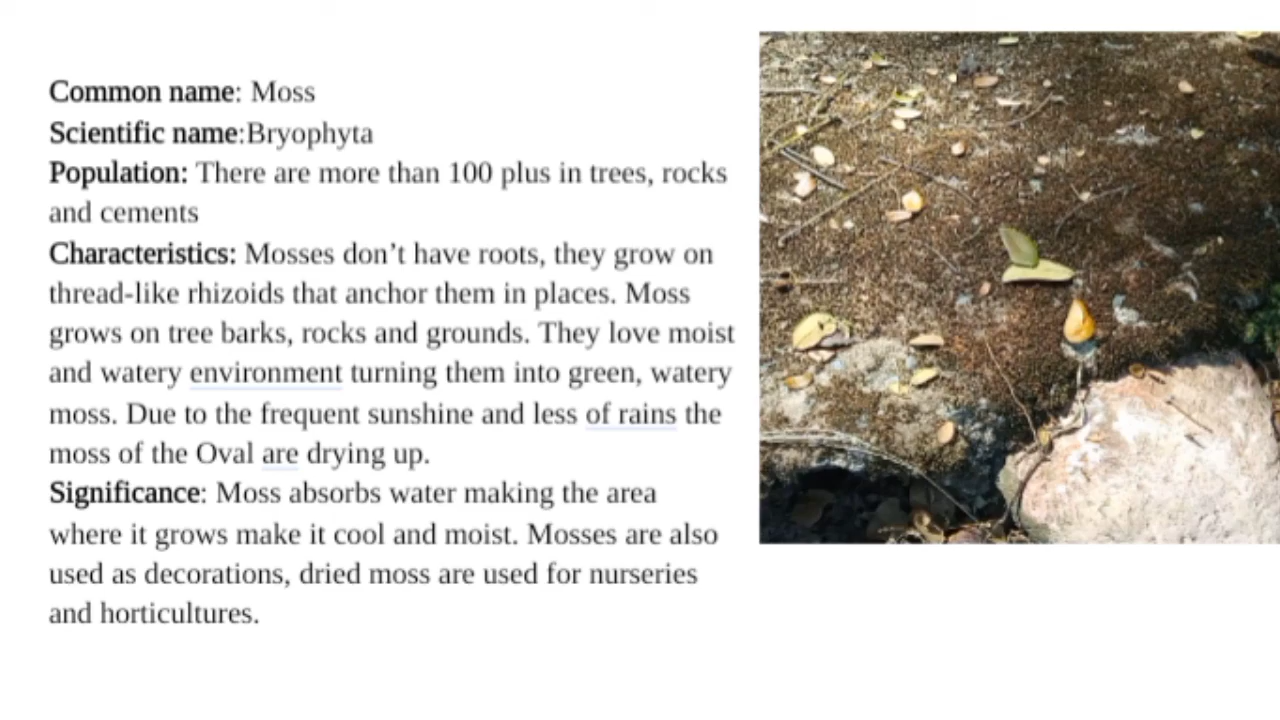 Common name: Moss
Scientific name:Bryophyta
Population: There are more than 100 plus in trees, rocks
and cements
Characteristics: Mosses don’t have roots, they grow on
thread-like rhizoids that anchor them in places. Moss
grows on tree barks, rocks and grounds. They love moist
and watery environment turning them into green, watery
moss. Due to the frequent sunshine and less of rains the
moss of the Oval are drying up.
Significance: Moss absorbs water making the area
where it grows make it cool and moist. Mosses are also
used as decorations, dried moss are used for nurseries
and horticultures.